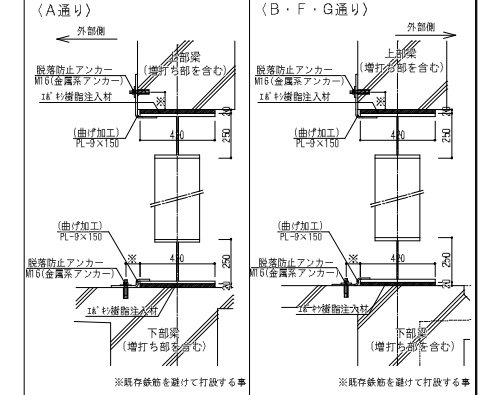 〈A通り〉
外部側
上部梁
(増打ち部を含む)
脱落防止アンカー
M16(金属系アンカー)
ｴﾎﾟｷｼ樹脂注入材
※
20
(曲げ加工)
PL-9×150
420
250
(曲げ加工)
PL-9×150
※
420
250
脱落防止アンカー
M16(金属系アンカー)
20
ｴﾎﾟｷｼ樹脂注入材
下部梁
(増打ち部を含む)
※既存鉄筋を避けて打設する事
〈B・F・G通り〉
外部側
上部梁
(増打ち部を含む)
脱落防止アンカー
M16(金属系アンカー)
ｴﾎﾟｷｼ樹脂注入材
※
20
(曲げ加工)
PL-9×150
420
250
(曲げ加工)
PL-9×150
※
420
250
脱落防止アンカー
M16(金属系アンカー)
20
ｴﾎﾟｷｼ樹脂注入材
下部梁
(増打ち部を含む)
※既存鉄筋を避けて打設する事